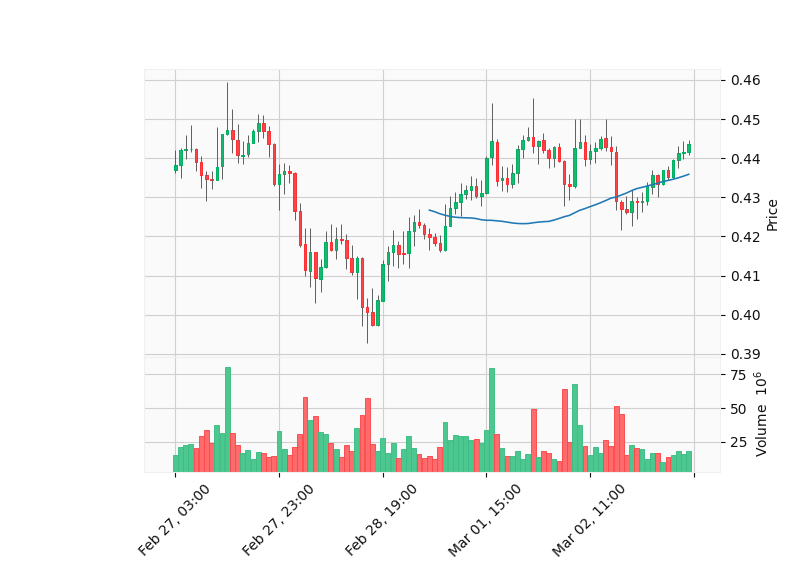 0.46
0.45
0.44
0.43
0.42
0.41
0.40
0.39
Price
75
50
25
Volume 10^6
Feb 27, 03:00
Feb 27, 23:00
Feb 28, 19:00
Mar 01, 15:00
Mar 02, 11:00